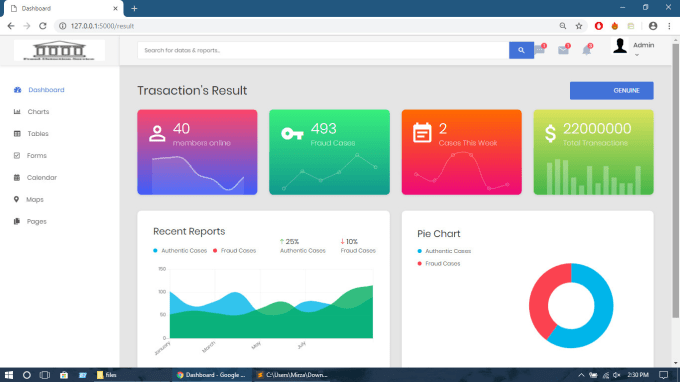 Dashboard
127.0.0.1:5000/result
Search for dates & reports..
Admin
Dashboard
Charts
Tables
Forms
Calendar
Maps
Pages
Trasaction's Result
GENUINE
40
members online
493
Fraud Cases
2
Cases This Week
22000000
Total Transactions
Recent Reports
Authentic Cases
Fraud Cases
25%
Authentic Cases
10%
Fraud Cases
150
100
50
0
January
March
May
July
Pie Chart
Authentic Cases
Fraud Cases
files
Dashboard - Google ...
C:\Users\Mirza\Down...
2:30 PM